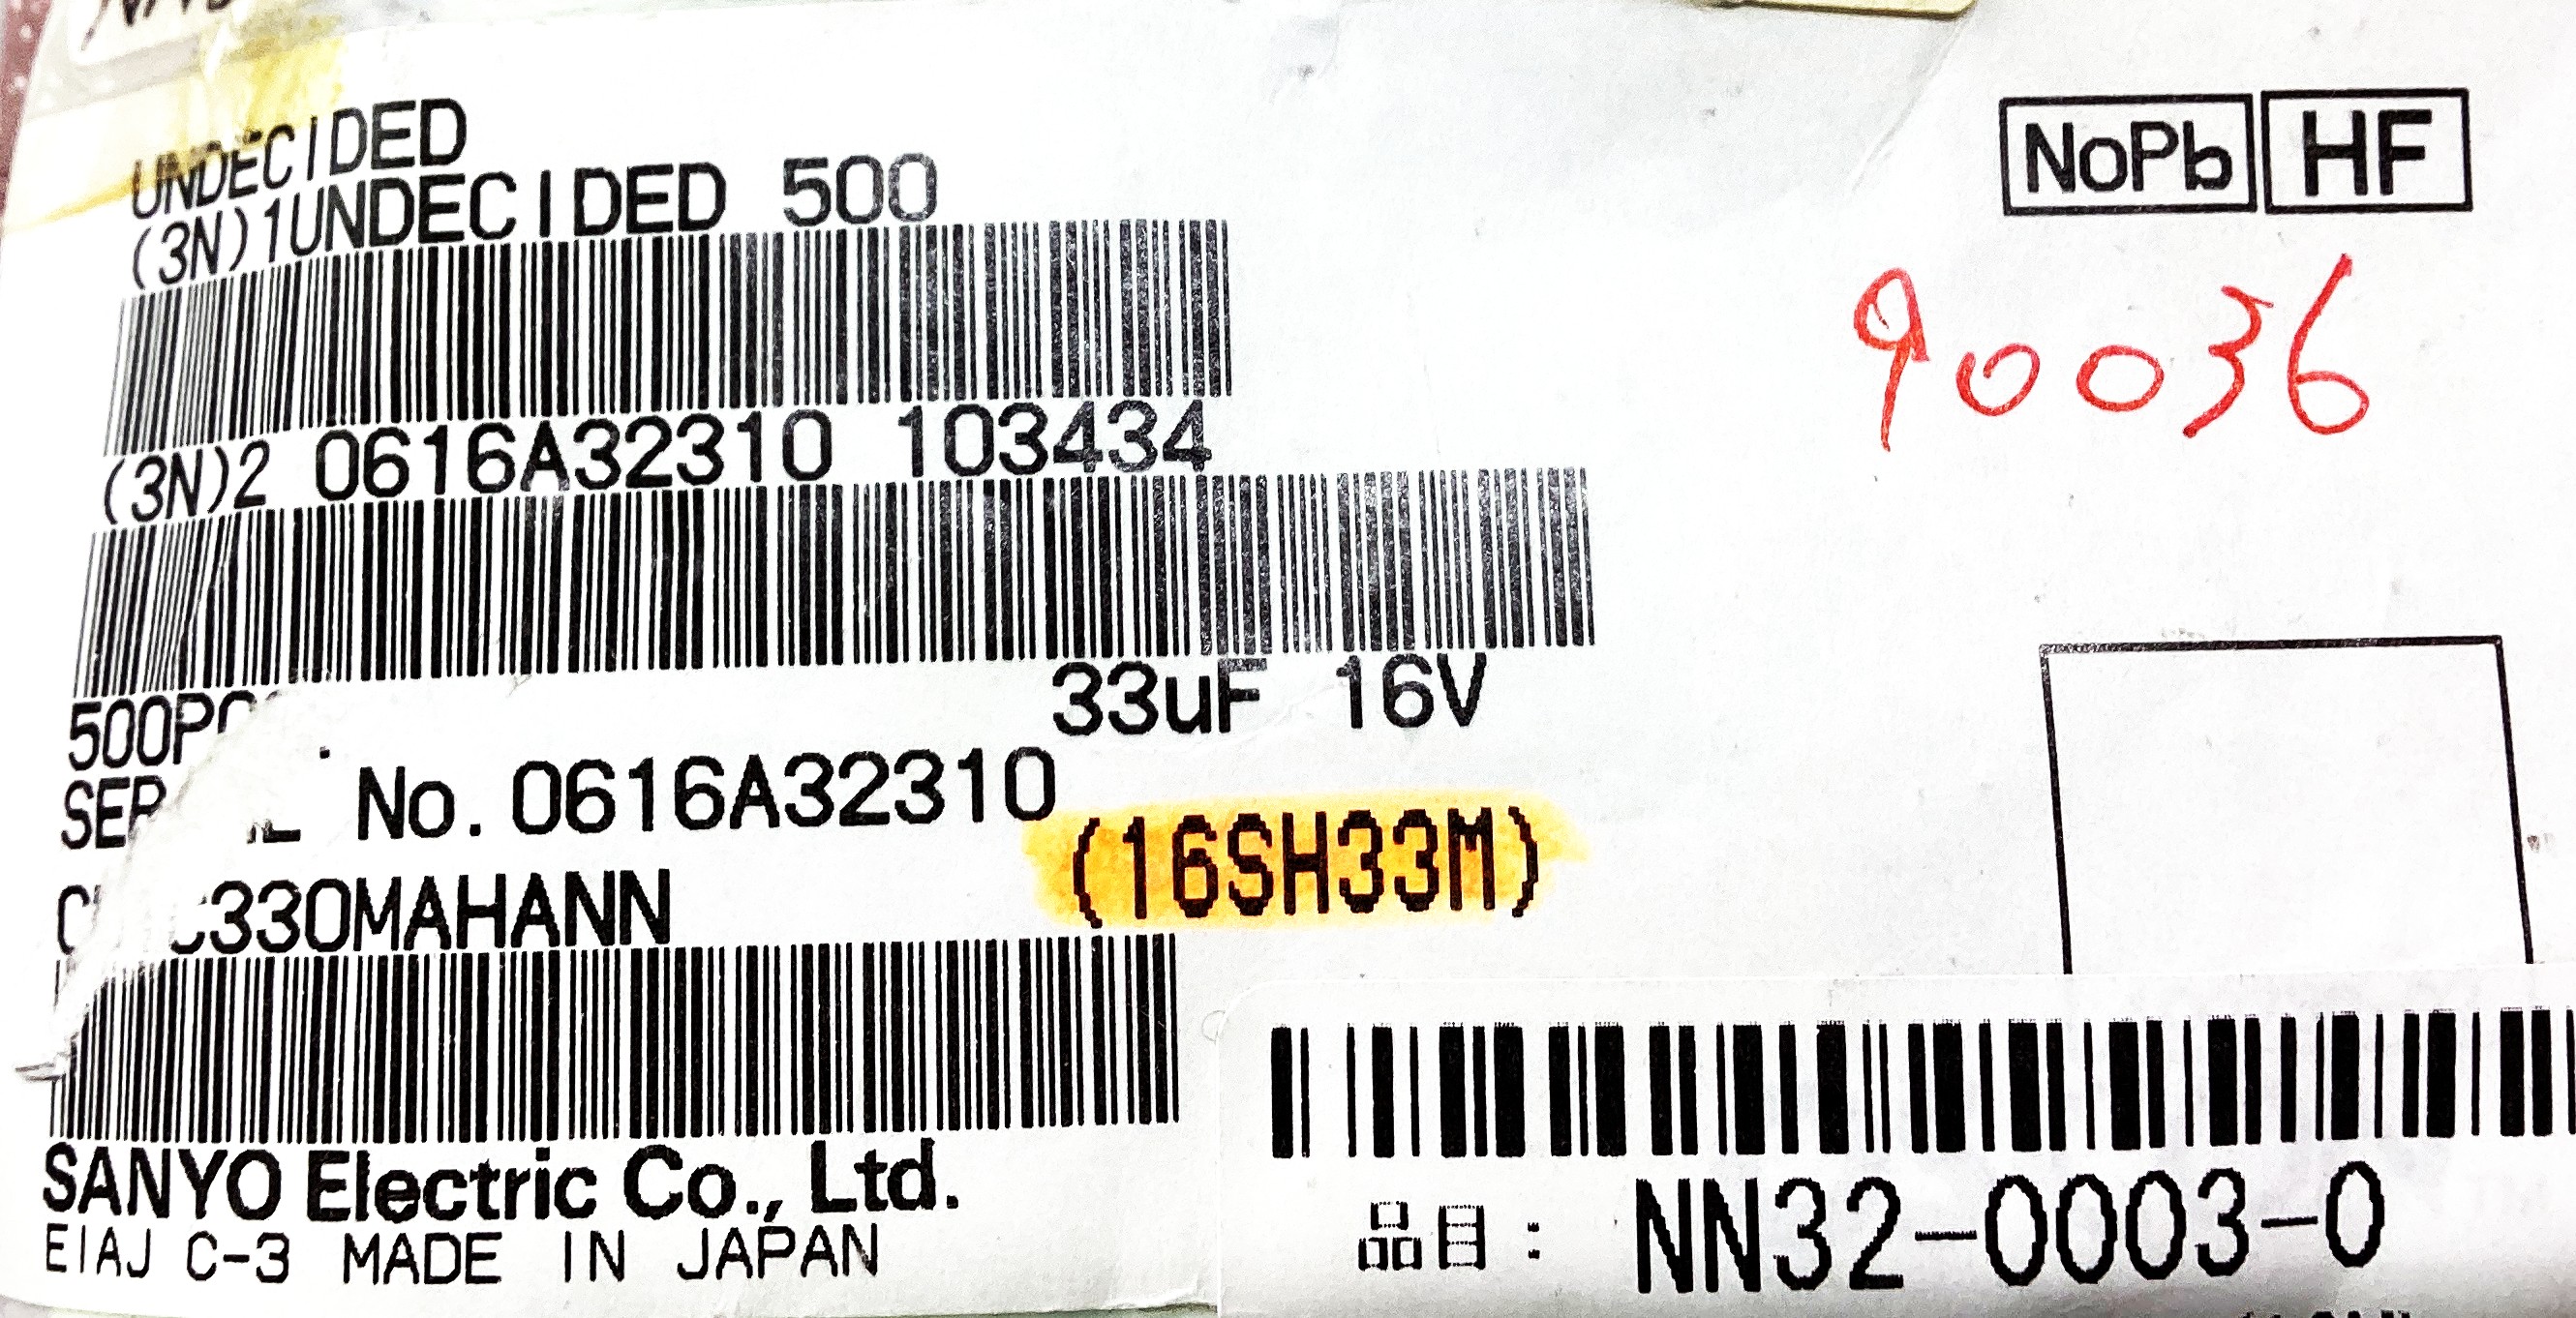 UNDECIDED
(3N)1UNDECIDED 500
NoPb HF
90036
(3N)2 0616A32310 103434
33uF 16V
No. 0616A32310
(16SH33M)
330MAHANN
SANYO Electric Co., Ltd.
EIAJ C-3 MADE IN JAPAN
品目: NN32-0003-0